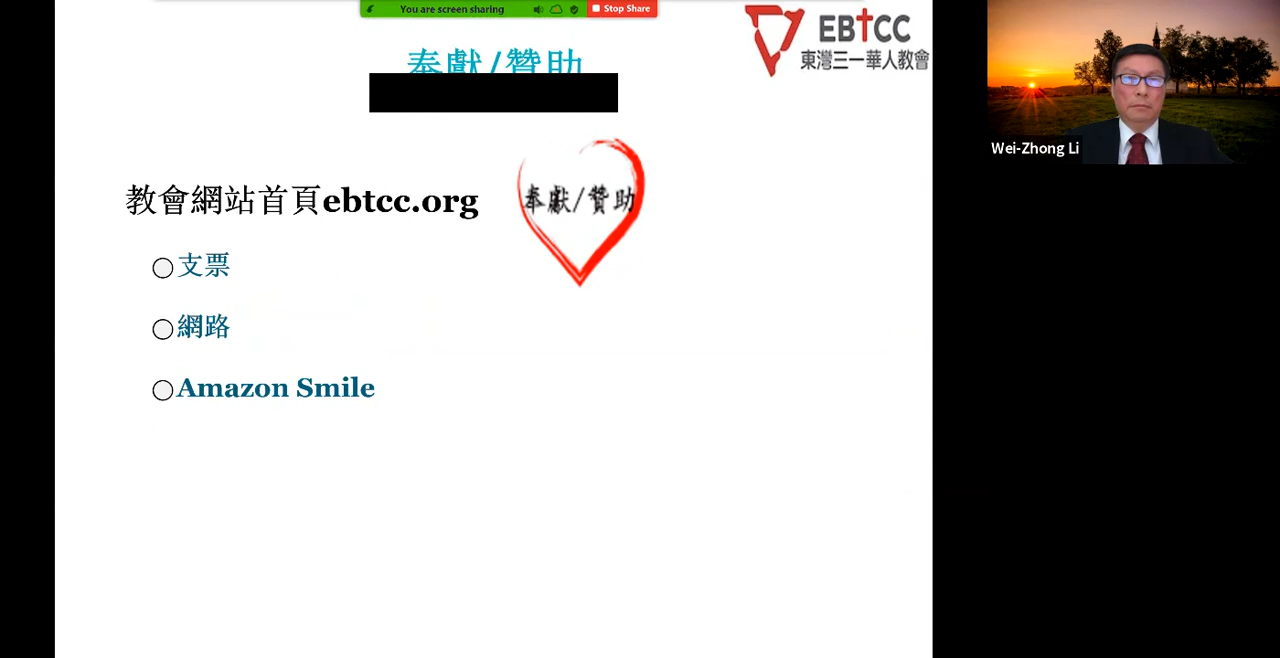 You are screen sharing
Stop Share
EBTCC
東灣三一華人教會
奉獻/贊助
Wei-Zhong Li
教會網站首頁ebtcc.org
奉獻/贊助
支票
網路
Amazon Smile